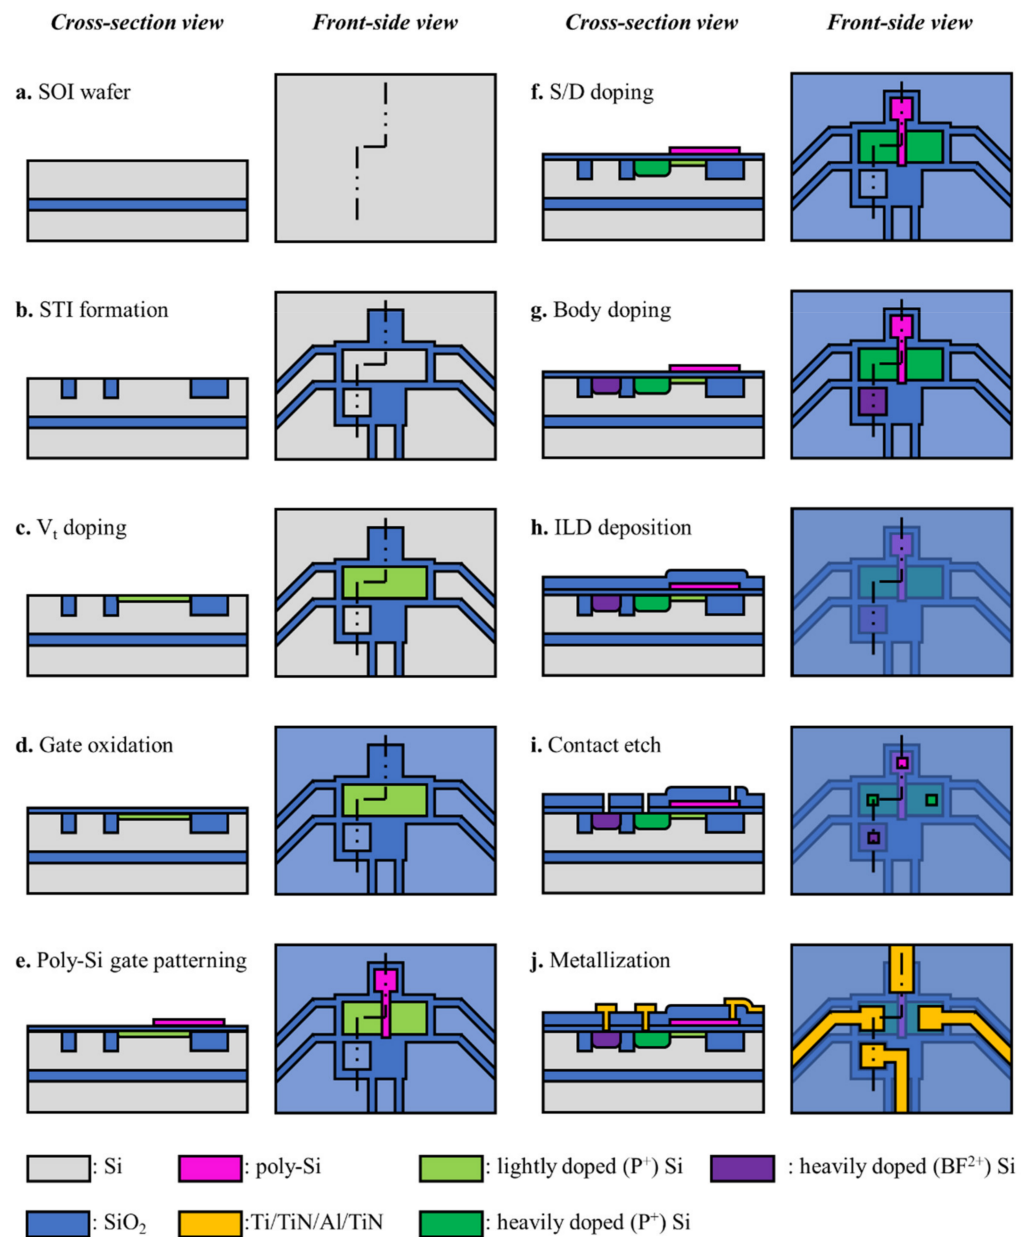 Cross-section view Front-side view Cross-section view Front-side view
a. SOI wafer
f. S/D doping
b. STI formation
g. Body doping
c. Vt doping
h. ILD deposition
d. Gate oxidation
i. Contact etch
e. Poly-Si gate patterning
j. Metallization
: Si : poly-Si : lightly doped (P+) Si : heavily doped (BF2+) Si
: SiO2 :Ti/TiN/Al/TiN : heavily doped (P+) Si